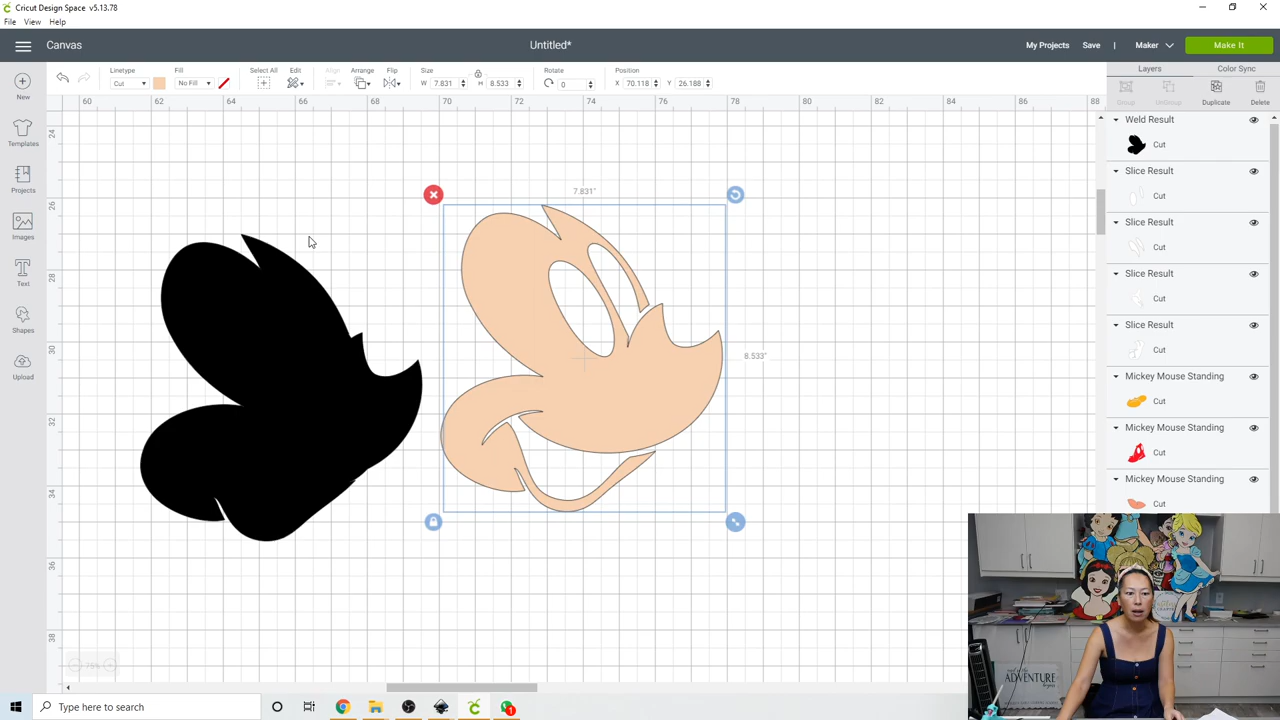 Cricut Design Space v5.13.78
File View Help
Canvas
Untitled*
My Projects | Save | Maker Make It
Linetype Fill Select All Edit Align Arrange Flip Size Rotate Position
Cut No Fill W 7.831 H 8.533 0 X 70.118 Y 26.188
Layers Color Sync
Group UnGroup Duplicate Delete
60 62 64 66 68 70 72 74 76 78 80 82 84 86 88
24
26
28
30
32
34
36
38
New
Templates
Projects
Images
Text
Shapes
Upload
7.831"
8.533"
75%
Weld Result
Cut
Slice Result
Cut
Slice Result
Cut
Slice Result
Cut
Slice Result
Cut
Mickey Mouse Standing
Cut
Mickey Mouse Standing
Cut
Mickey Mouse Standing
Cut
ADVENTURE
Type here to search
1